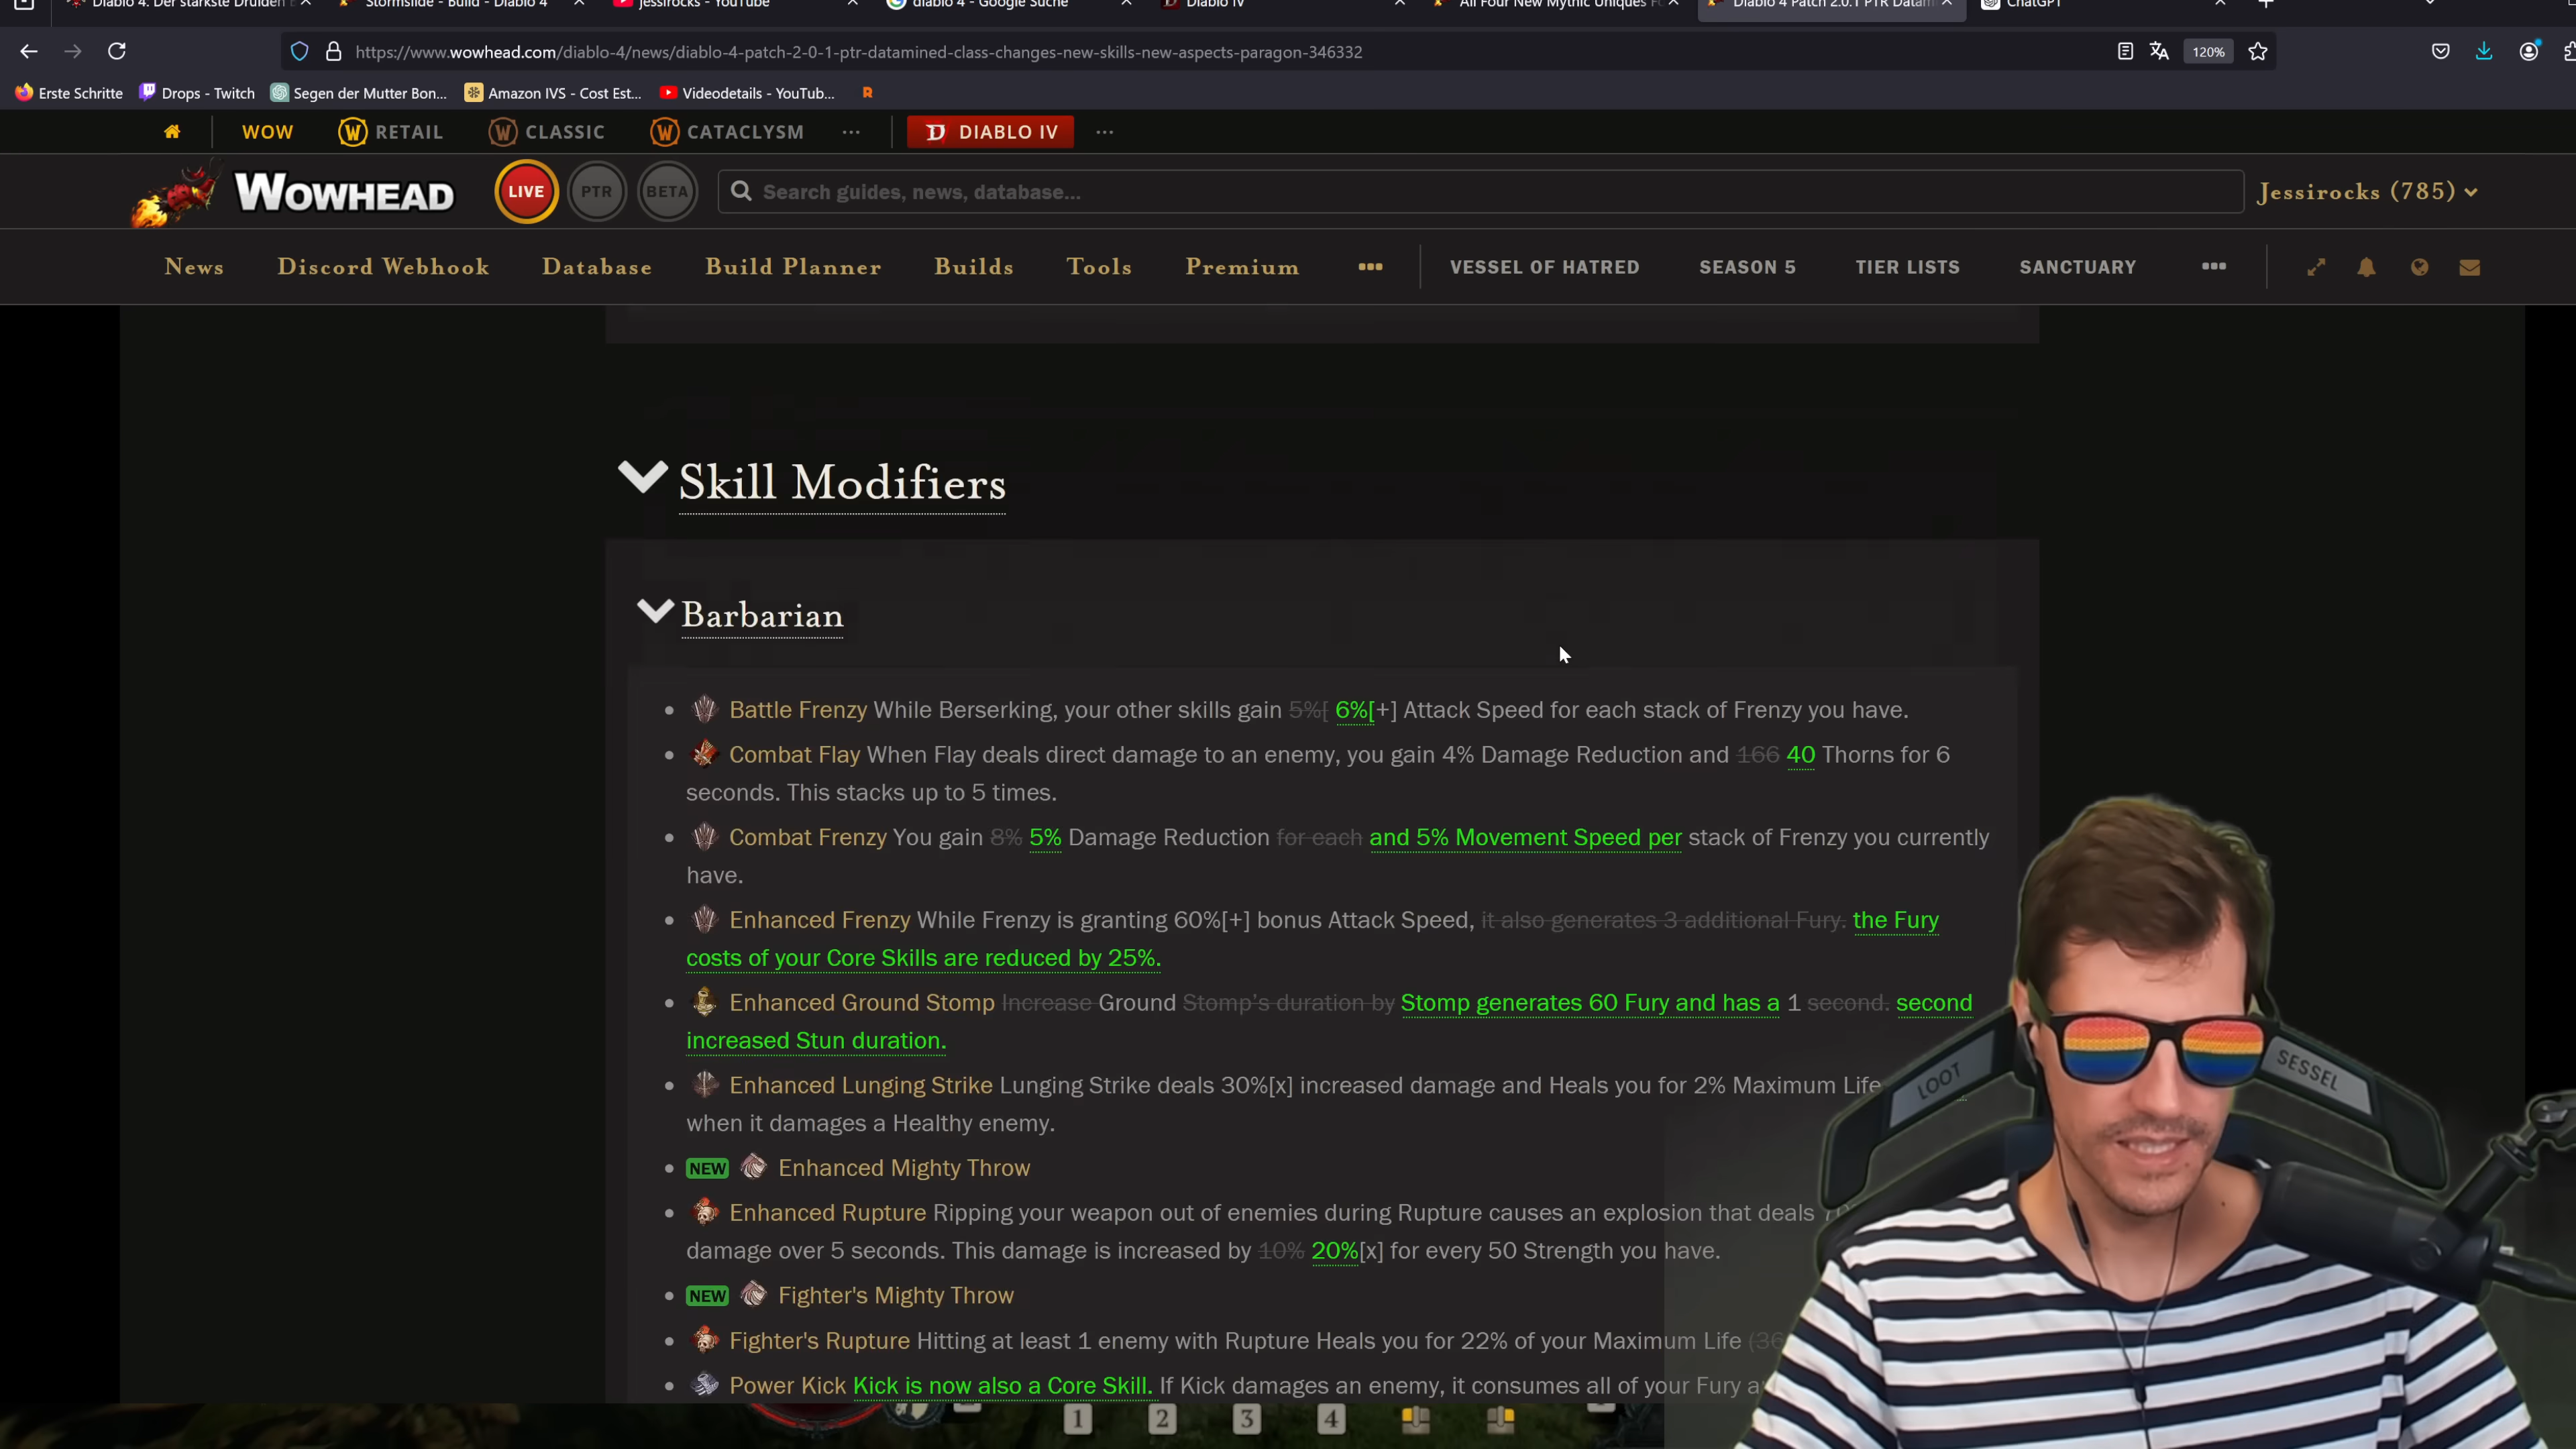 Diablo 4: Der stärkste Druiden
Stormslide - Build - Diablo 4
jessirocks - YouTube
diablo 4 - Google Suche
Diablo IV
All Four New Mythic Uniques
Diablo 4 Patch 2.0.1 PTR Datami
ChatGPT
https://www.wowhead.com/diablo-4/news/diablo-4-patch-2-0-1-ptr-datamined-class-changes-new-skills-new-aspects-paragon-346332
120%
Erste Schritte
Drops - Twitch
Segen der Mutter Bon...
Amazon IVS - Cost Est...
Videodetails - YouTub...
WOW
RETAIL
CLASSIC
CATACLYSM
DIABLO IV
WOWHEAD
LIVE
PTR
BETA
Search guides, news, database...
Jessirocks (785)
News
Discord Webhook
Database
Build Planner
Builds
Tools
Premium
VESSEL OF HATRED
SEASON 5
TIER LISTS
SANCTUARY
Skill Modifiers
Barbarian
Battle Frenzy While Berserking, your other skills gain 5%[ 6%[+] Attack Speed for each stack of Frenzy you have.
Combat Flay When Flay deals direct damage to an enemy, you gain 4% Damage Reduction and 166 40 Thorns for 6
seconds. This stacks up to 5 times.
Combat Frenzy You gain 8% 5% Damage Reduction for each and 5% Movement Speed per stack of Frenzy you currently
have.
Enhanced Frenzy While Frenzy is granting 60%[+] bonus Attack Speed, it also generates 3 additional Fury. the Fury
costs of your Core Skills are reduced by 25%.
Enhanced Ground Stomp Increase Ground Stomp's duration by Stomp generates 60 Fury and has a 1 second. second
increased Stun duration.
Enhanced Lunging Strike Lunging Strike deals 30%[x] increased damage and Heals you for 2% Maximum Life
when it damages a Healthy enemy.
NEW Enhanced Mighty Throw
Enhanced Rupture Ripping your weapon out of enemies during Rupture causes an explosion that deals
damage over 5 seconds. This damage is increased by 10% 20%[x] for every 50 Strength you have.
NEW Fighter's Mighty Throw
Fighter's Rupture Hitting at least 1 enemy with Rupture Heals you for 22% of your Maximum Life
Power Kick Kick is now also a Core Skill. If Kick damages an enemy, it consumes all of your Fury
LOOT
SESSEL
1
2
3
4